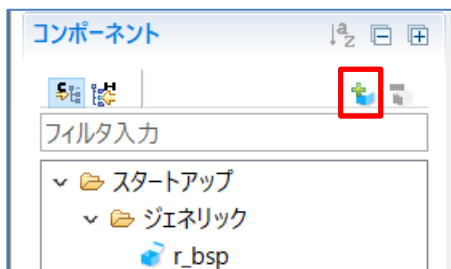 コンポーネント
フィルタ入力
スタートアップ
ジェネリック
r_bsp